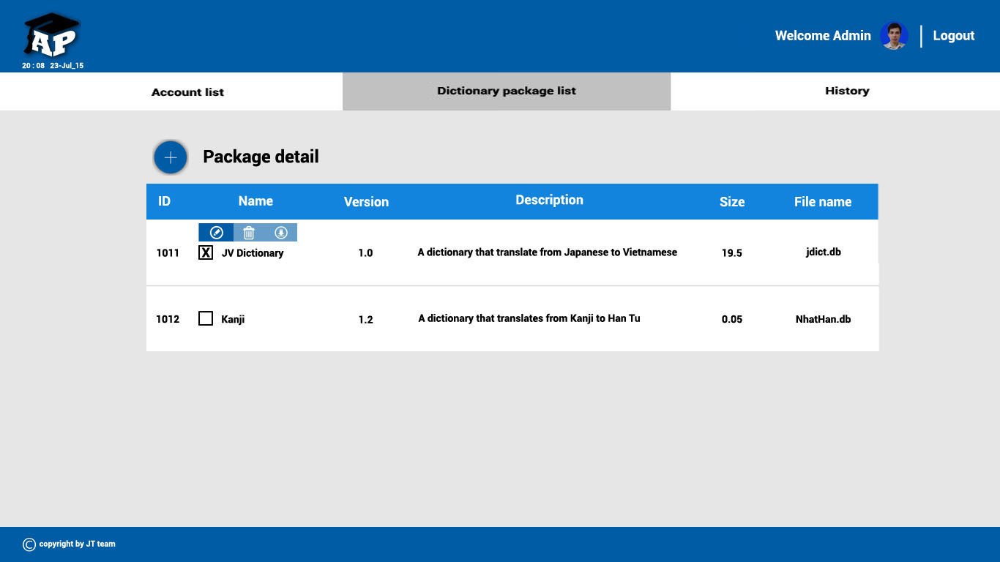 AP
20 : 08 23-Jul_15
Welcome Admin
Logout
Account list
Dictionary package list
History
Package detail
ID Name Version Description Size File name
1011 X JV Dictionary 1.0 A dictionary that translate from Japanese to Vietnamese 19.5 jdict.db
1012 Kanji 1.2 A dictionary that translates from Kanji to Han Tu 0.05 NhatHan.db
© copyright by JT team